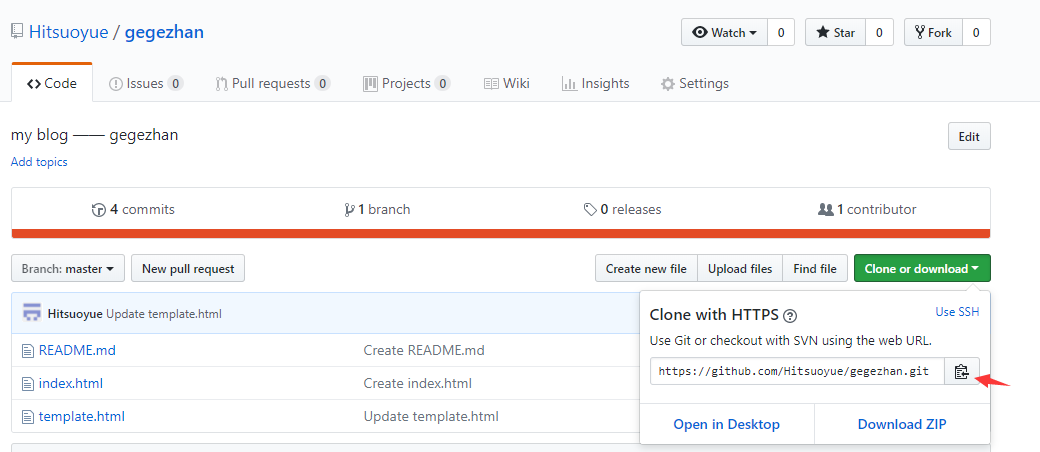 Hitsuoyue / gegezhan Watch 0 Star 0 Fork 0
Code Issues 0 Pull requests 0 Projects 0 Wiki Insights Settings
my blog —— gegezhan Edit
Add topics
4 commits 1 branch 0 releases 1 contributor
Branch: master New pull request Create new file Upload files Find file Clone or download
Hitsuoyue Update template.html
Clone with HTTPS ? Use SSH
Use Git or checkout with SVN using the web URL.
https://github.com/Hitsuoyue/gegezhan.git
Open in Desktop Download ZIP
README.md Create README.md
index.html Create index.html
template.html Update template.html